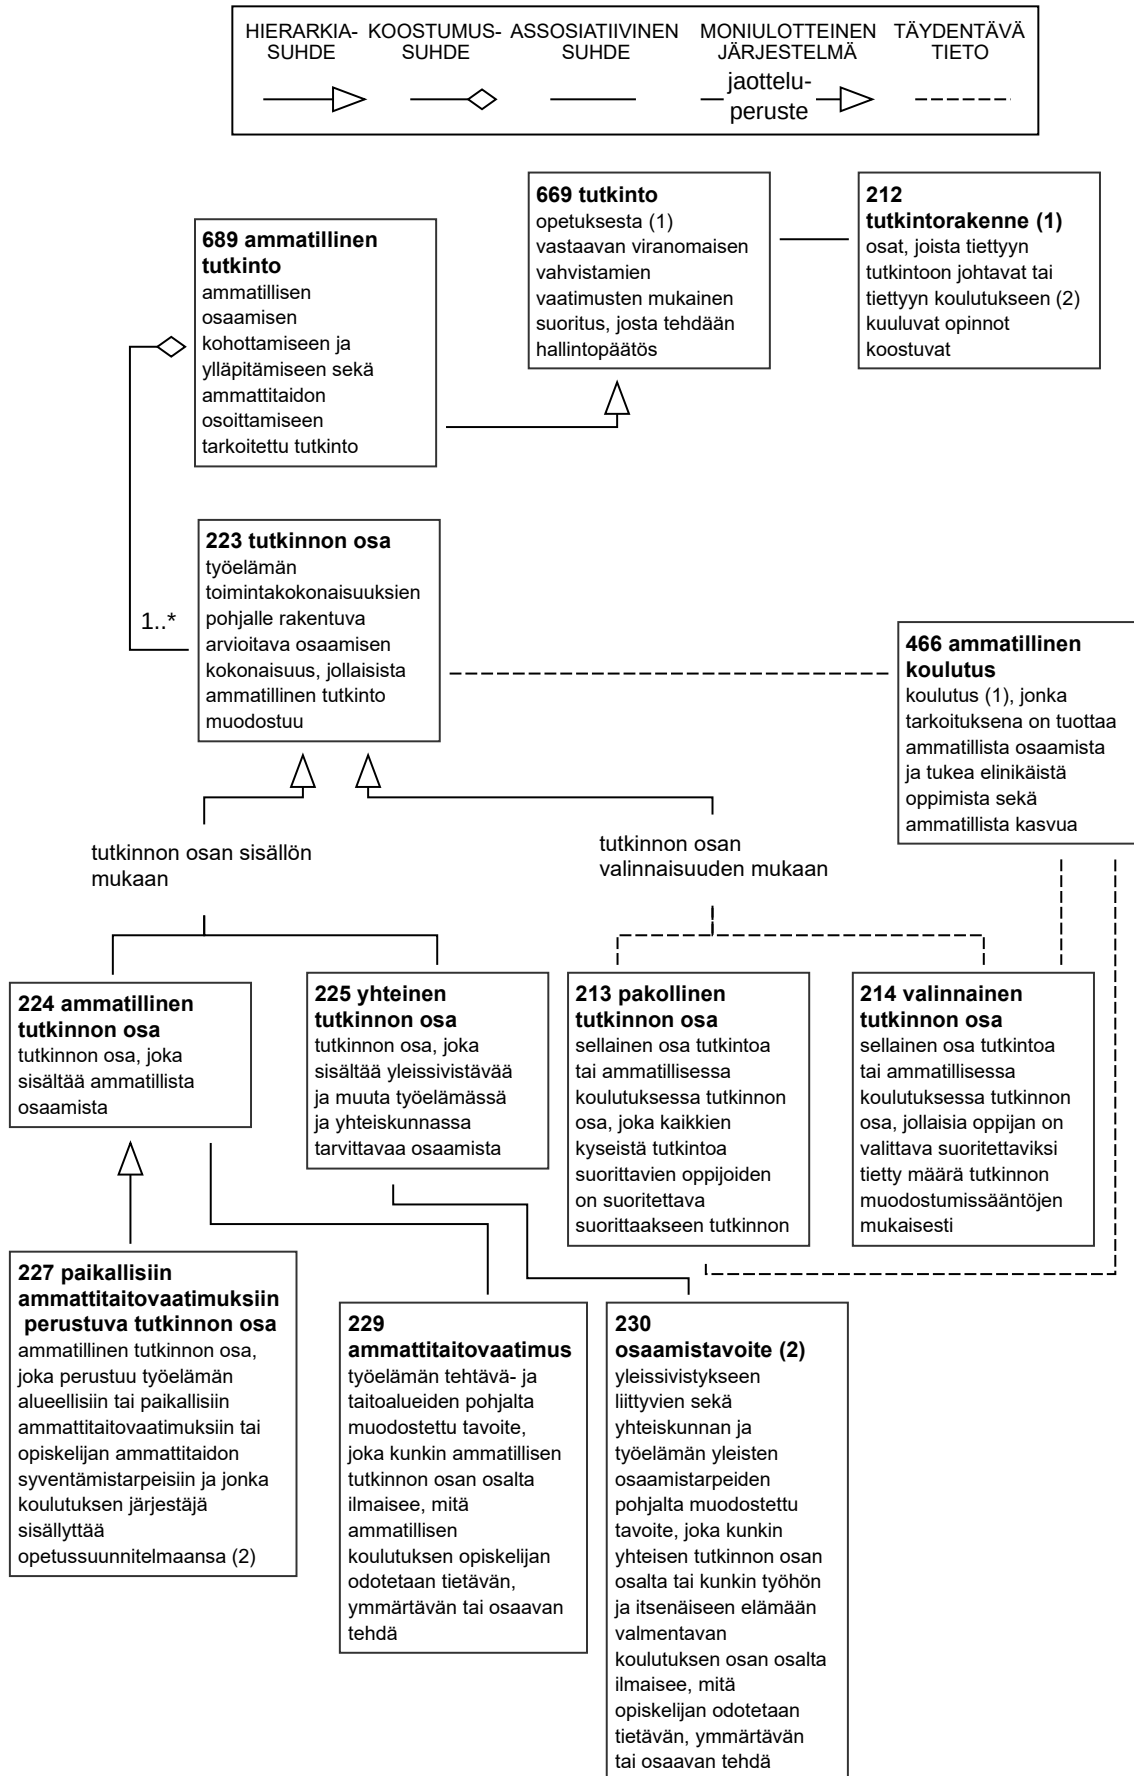 HIERARKIA-
SUHDE
KOOSTUMUS-
SUHDE
ASSOSIATIIVINEN
SUHDE
MONIULOTTEINEN
JÄRJESTELMÄ
jaottelu-
peruste
TÄYDENTÄVÄ
TIETO
689 ammatillinen
tutkinto
ammatillisen
osaamisen
kohottamiseen ja
ylläpitämiseen sekä
ammattitaidon
osoittamiseen
tarkoitettu tutkinto
669 tutkinto
opetuksesta (1)
vastaavan viranomaisen
vahvistamien
vaatimusten mukainen
suoritus, josta tehdään
hallintopäätös
212
tutkintorakenne (1)
osat, joista tiettyyn
tutkintoon johtavat tai
tiettyyn koulutukseen (2)
kuuluvat opinnot
koostuvat
223 tutkinnon osa
työelämän
toimintakokonaisuuksien
pohjalle rakentuva
arvioitava osaamisen
kokonaisuus, jollaisista
ammatillinen tutkinto
muodostuu
1..*
466 ammatillinen
koulutus
koulutus (1), jonka
tarkoituksena on tuottaa
ammatillista osaamista
ja tukea elinikäistä
oppimista sekä
ammatillista kasvua
tutkinnon osan sisällön
mukaan
tutkinnon osan
valinnaisuuden mukaan
224 ammatillinen
tutkinnon osa
tutkinnon osa, joka
sisältää ammatillista
osaamista
225 yhteinen
tutkinnon osa
tutkinnon osa, joka
sisältää yleissivistävää
ja muuta työelämässä
ja yhteiskunnassa
tarvittavaa osaamista
213 pakollinen
tutkinnon osa
sellainen osa tutkintoa
tai ammatillisessa
koulutuksessa tutkinnon
osa, joka kaikkien
kyseistä tutkintoa
suorittavien oppijoiden
on suoritettava
suorittaakseen tutkinnon
214 valinnainen
tutkinnon osa
sellainen osa tutkintoa
tai ammatillisessa
koulutuksessa tutkinnon
osa, jollaisia oppijan on
valittava suoritettaviksi
tietty määrä tutkinnon
muodostumissääntöjen
mukaisesti
227 paikallisiin
ammattitaitovaatimuksiin
perustuva tutkinnon osa
ammatillinen tutkinnon osa,
joka perustuu työelämän
alueellisiin tai paikallisiin
ammattitaitovaatimuksiin tai
opiskelijan ammattitaidon
syventämistarpeisiin ja jonka
koulutuksen järjestäjä
sisällyttää
opetussuunnitelmaansa (2)
229
ammattitaitovaatimus
työelämän tehtävä- ja
taitoalueiden pohjalta
muodostettu tavoite,
joka kunkin ammatillisen
tutkinnon osan osalta
ilmaisee, mitä
ammatillisen
koulutuksen opiskelijan
odotetaan tietävän,
ymmärtävän tai osaavan
tehdä
230
osaamistavoite (2)
yleissivistykseen
liittyvien sekä
yhteiskunnan ja
työelämän yleisten
osaamistarpeiden
pohjalta muodostettu
tavoite, joka kunkin
yhteisen tutkinnon osan
osalta tai kunkin työhön
ja itsenäiseen elämään
valmentavan
koulutuksen osan osalta
ilmaisee, mitä
opiskelijan odotetaan
tietävän, ymmärtävän
tai osaavan tehdä